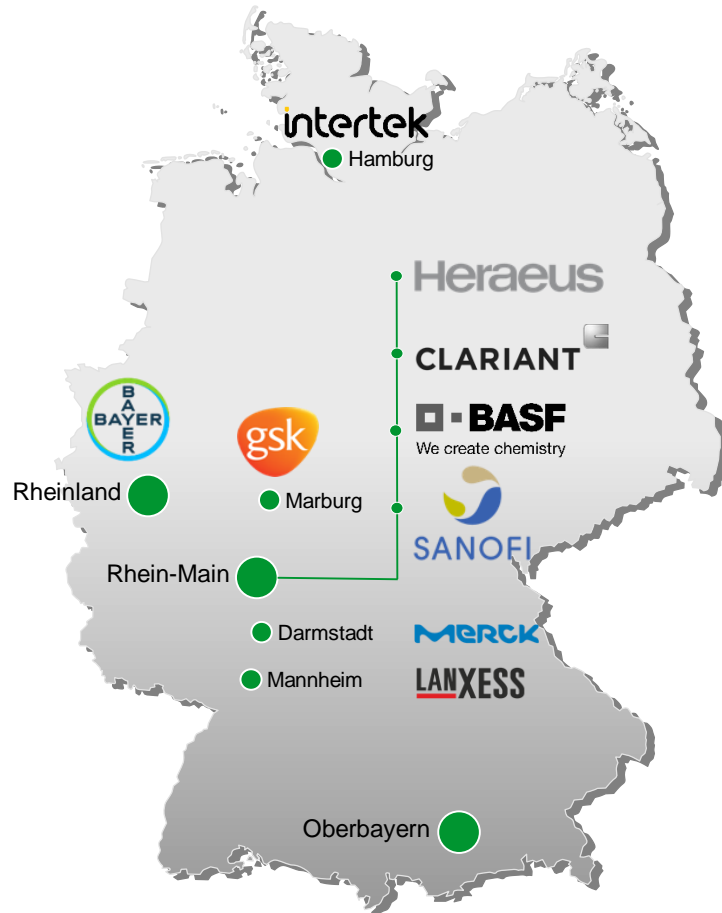 intertek
Hamburg
Heraeus
CLARIANT
BASF
We create chemistry
BAYER
BAYER
gsk
Rheinland
Marburg
SANOFI
Rhein-Main
Darmstadt
MERCK
Mannheim
LANXESS
Oberbayern